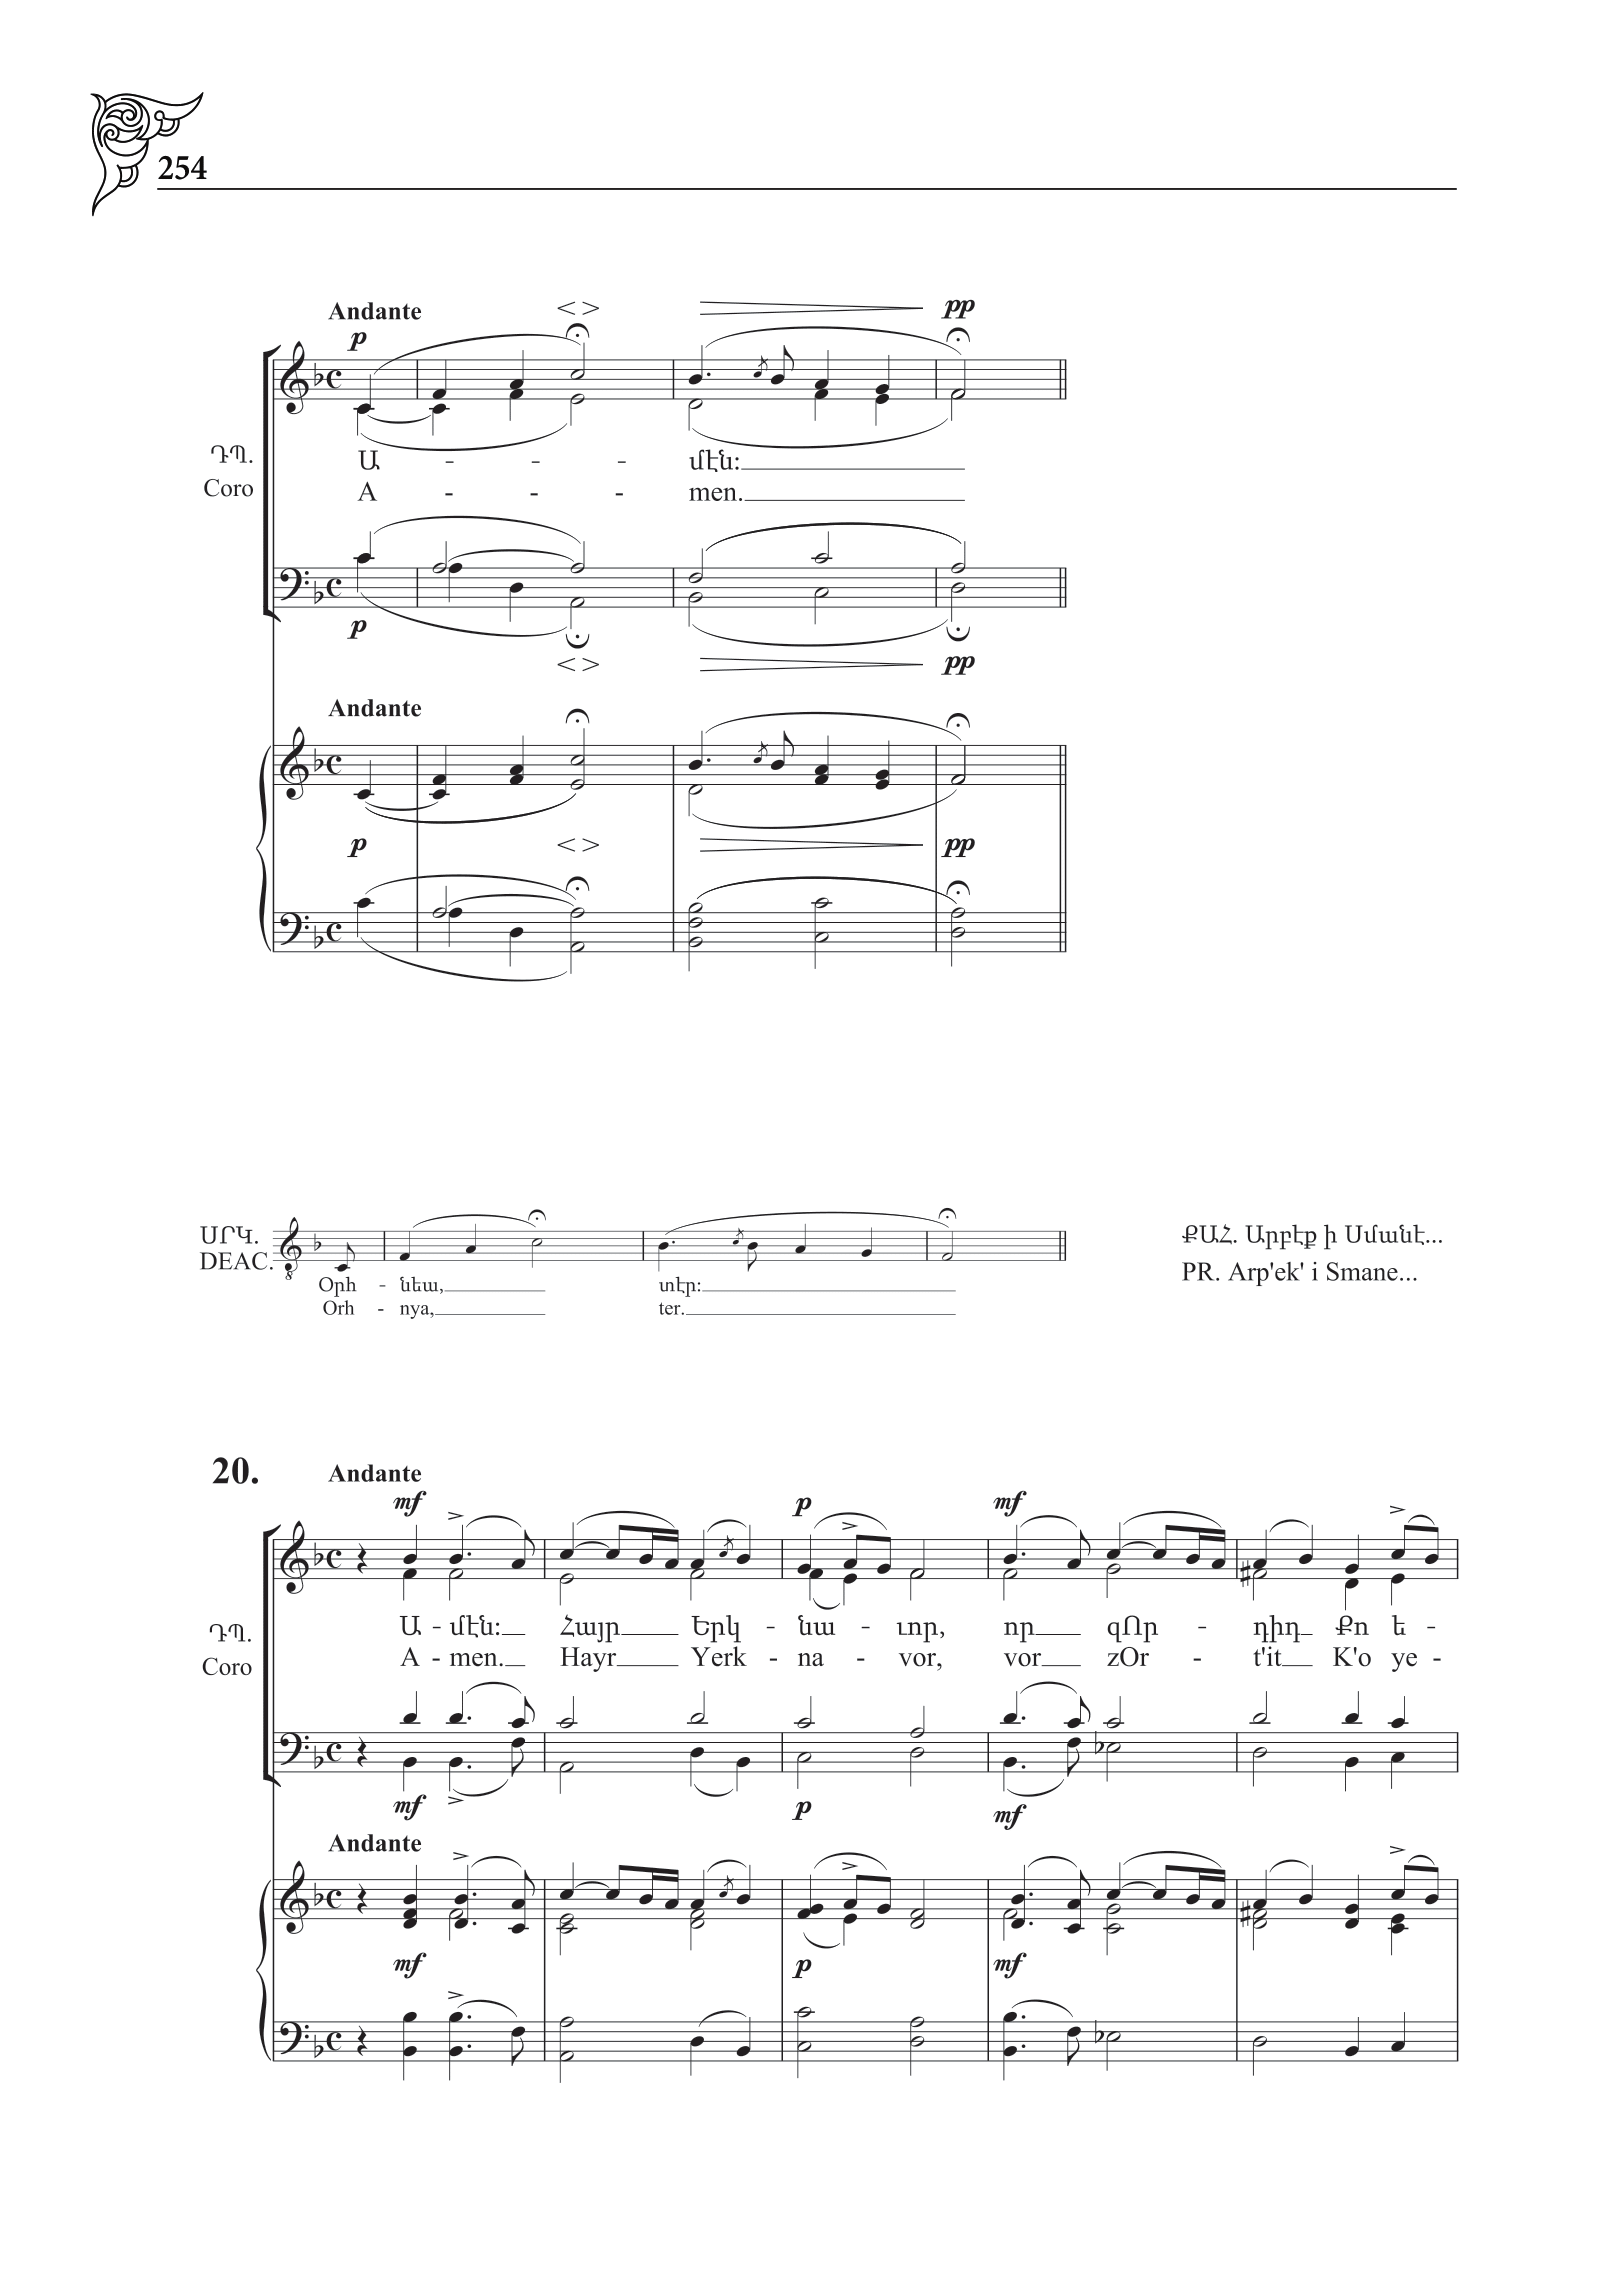 254
Andante
p
pp
ԴՊ.
Coro
Ա - - - մէն:
A - - - men.
p
pp
Andante
p
pp
ՍՐԿ.
DEAC.
Օրհ - նեա, տէր:
Orh - nya, ter.
ՔԱՀ. Արբէք ի Սմանէ...
PR. Arp'ek' i Smane...
20.
Andante
mf
p
mf
ԴՊ.
Coro
Ա - մէն: Հայր Երկ - նա - ւոր, որ զՈր - դիդ Քո ե -
A - men. Hayr Yerk - na - vor, vor zOr - t'it K'o ye -
mf
p
mf
Andante
mf
p
mf